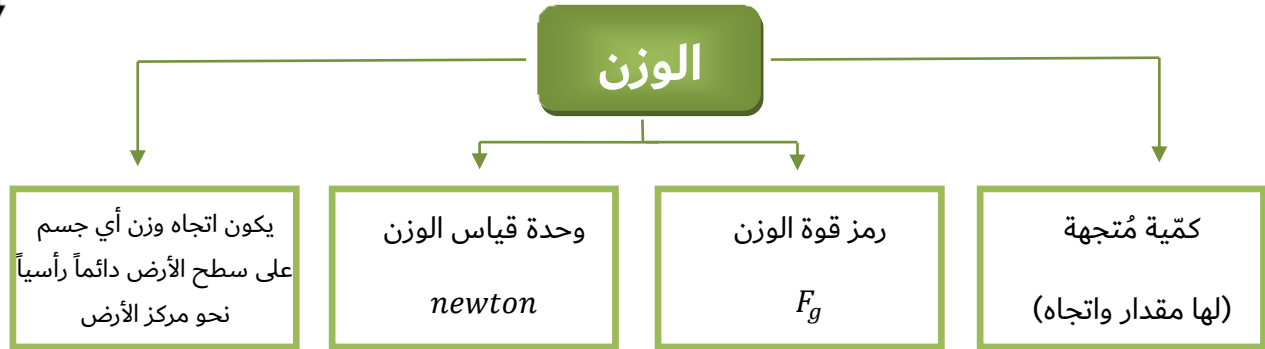 الوزن
كمّية مُتجهة
(لها مقدار واتجاه)
رمز قوة الوزن
F_g
وحدة قياس الوزن
newton
يكون اتجاه وزن أي جسم
على سطح الأرض دائماً رأسياً
نحو مركز الأرض